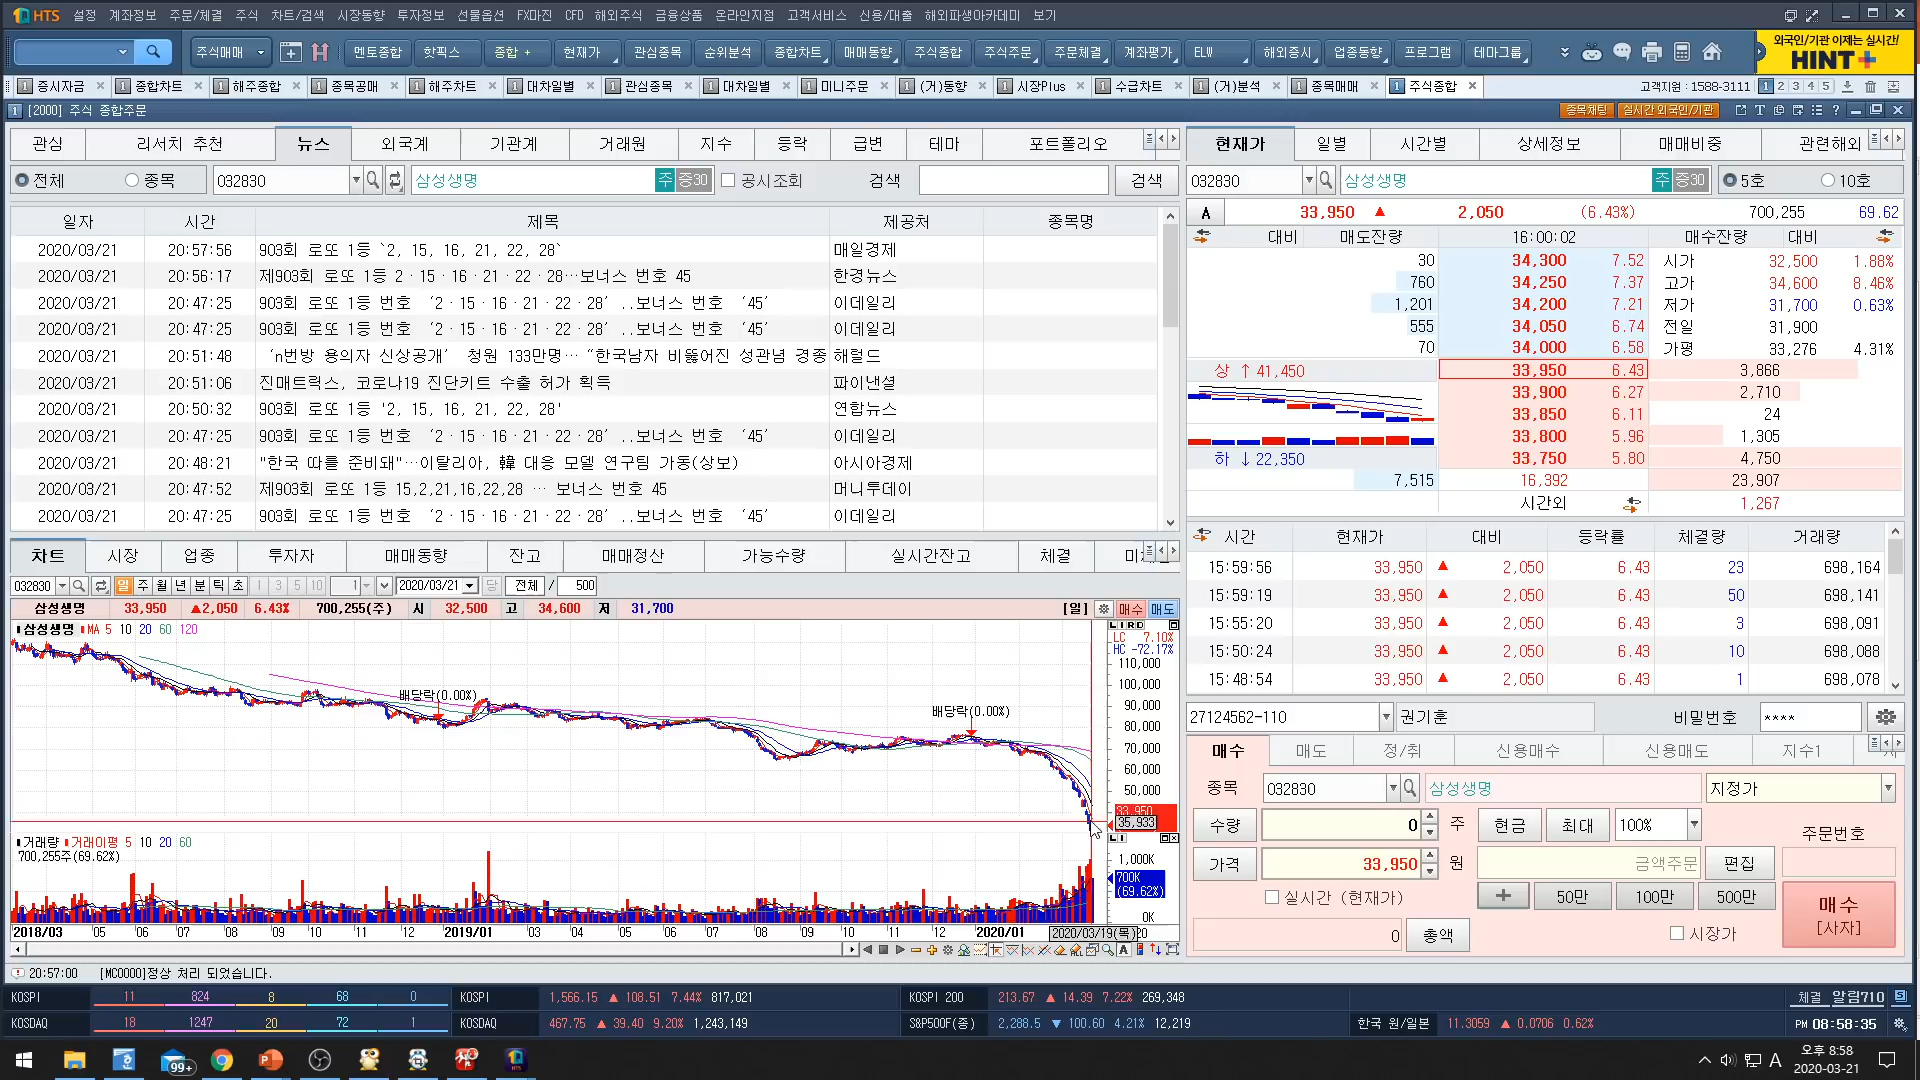 HTS 설정 계좌정보 주문/체결 주식 차트/검색 시장동향 투자정보 선물옵션 FX마진 CFD 해외주식 금융상품 온라인지점 고객서비스 신용/대출 해외파생아카데미 보기
주식매매 멘토종합 핫픽스 종합 + 현재가 관심종목 순위분석 종합차트 매매동향 주식종합 주식주문 주문체결 계좌평가 ELW 해외증시 업종동향 프로그램 테마그룹
외국인/기관 이제는 실시간!
HINT+
1 증시자금 1 종합차트 1 해주종합 1 종목공매 1 해주차트 1 대차일별 1 관심종목 1 대차일별 1 미니주문 1 (거)동향 1 시장Plus 1 수급차트 1 (거)분석 1 종목매매 1 주식종합 고객지원 : 1588-3111 1 2 3 4 5
1 [2000] 주식 종합주문 종목채팅 실시간 외국인/기관
관심 리서치 추천 뉴스 외국계 기관계 거래원 지수 등락 급변 테마 포트폴리오
전체 종목 032830 삼성생명 주 증30 공시조회 검색 검색
일자 시간 제목 제공처 종목명
2020/03/21 20:57:56 903회 로또 1등 `2, 15, 16, 21, 22, 28` 매일경제
2020/03/21 20:56:17 제903회 로또 1등 2·15·16·21·22·28…보너스 번호 45 한경뉴스
2020/03/21 20:47:25 903회 로또 1등 번호 ‘2·15·16·21·22·28’..보너스 번호 ‘45’ 이데일리
2020/03/21 20:47:25 903회 로또 1등 번호 ‘2·15·16·21·22·28’..보너스 번호 ‘45’ 이데일리
2020/03/21 20:51:48 ‘n번방 용의자 신상공개’ 청원 133만명…“한국남자 비뚫어진 성관념 경종 해럴드
2020/03/21 20:51:06 진매트릭스, 코로나19 진단키트 수출 허가 획득 파이낸셜
2020/03/21 20:50:32 903회 로또 1등 '2, 15, 16, 21, 22, 28' 연합뉴스
2020/03/21 20:47:25 903회 로또 1등 번호 ‘2·15·16·21·22·28’..보너스 번호 ‘45’ 이데일리
2020/03/21 20:48:21 "한국 따를 준비돼"…이탈리아, 韓 대응 모델 연구팀 가동(상보) 아시아경제
2020/03/21 20:47:52 제903회 로또 1등 15,2,21,16,22,28 … 보너스 번호 45 머니투데이
2020/03/21 20:47:25 903회 로또 1등 번호 ‘2·15·16·21·22·28’..보너스 번호 ‘45’ 이데일리
차트 시장 업종 투자자 매매동향 잔고 매매정산 가능수량 실시간잔고 체결
032830 일 주 월 년 분 틱 초 1 3 5 10 1 2020/03/21 당 전체 / 500
삼성생명 33,950 ▲2,050 6.43% 700,255(주) 시 32,500 고 34,600 저 31,700 [일] 매수 매도
삼성생명 MA 5 10 20 60 120
L I R D
LC 7.10%
HC -72.17%
110,000
100,000
90,000
80,000
70,000
60,000
50,000
33,950
35,933
배당락(0.00%)
배당락(0.00%)
거래량 거래이평 5 10 20 60
700,255주(69.62%)
L I
1,000K
700K
(69.62%)
0K
2018/03 05 06 07 08 09 10 11 12 2019/01 03 04 05 06 07 08 09 10 11 12 2020/01 2020/03/19(목) 20
20:57:00 [MC0000]정상 처리 되었습니다.
현재가 일별 시간별 상세정보 매매비중 관련해외
032830 삼성생명 주 증30 5호 10호
A 33,950 ▲ 2,050 (6.43%) 700,255 69.62
대비 매도잔량 16:00:02 매수잔량 대비
30 34,300 7.52 시가 32,500 1.88%
760 34,250 7.37 고가 34,600 8.46%
1,201 34,200 7.21 저가 31,700 0.63%
555 34,050 6.74 전일 31,900
70 34,000 6.58 가평 33,276 4.31%
상 ↑ 41,450 33,950 6.43 3,866
33,900 6.27 2,710
33,850 6.11 24
33,800 5.96 1,305
하 ↓ 22,350 33,750 5.80 4,750
7,515 16,392 23,907
시간외 1,267
시간 현재가 대비 등락률 체결량 거래량
15:59:56 33,950 ▲ 2,050 6.43 23 698,164
15:59:19 33,950 ▲ 2,050 6.43 50 698,141
15:55:20 33,950 ▲ 2,050 6.43 3 698,091
15:50:24 33,950 ▲ 2,050 6.43 10 698,088
15:48:54 33,950 ▲ 2,050 6.43 1 698,078
27124562-110 권기훈 비밀번호 ****
매수 매도 정/취 신용매수 신용매도 지수1
종목 032830 삼성생명 지정가
수량 0 주 현금 최대 100% 주문번호
가격 33,950 원 금액주문 편집
실시간 (현재가) + 50만 100만 500만
0 총액 시장가
매수
[사자]
KOSPI 11 824 8 68 0 KOSPI 1,566.15 ▲ 108.51 7.44% 817,021 KOSPI 200 213.67 ▲ 14.39 7.22% 269,348 체결 알림710
KOSDAQ 18 1247 20 72 1 KOSDAQ 467.75 ▲ 39.40 9.20% 1,243,149 S&P500F(종) 2,288.5 ▼ 100.60 4.21% 12,219 한국 원/일본 11.3059 ▲ 0.0706 0.62% PM 08:58:35
99+
A
오후 8:58
2020-03-21